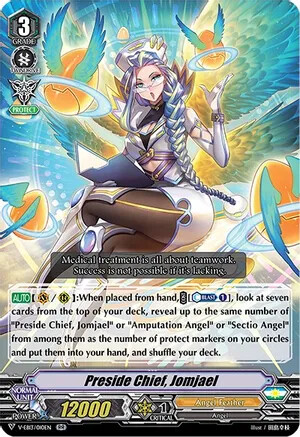 3
GRADE
TWIN DRIVE
PROTECT
Medical treatment is all about teamwork.
Success is not possible if it's lacking.
AUTO【 】:When placed from hand, [BLAST 1], look at seven
cards from the top of your deck, reveal up to the same number of
"Preside Chief, Jomjael" or "Amputation Angel" or "Sectio Angel"
from among them as the number of protect markers on your
circles and put them into your hand, and shuffle your deck.
Preside Chief, Jomjael
NORMAL UNIT
POWER 12000 1 CRITICAL
Angel Feather
Angel
V-EB13/010EN RR
Illust /